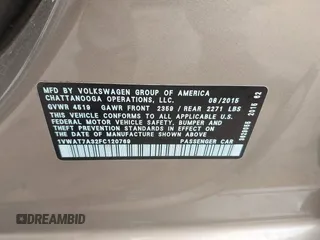 MFD BY VOLKSWAGEN GROUP OF AMERICA
CHATTANOOGA OPERATIONS, LLC. 08/2015
GVWR 4519 GAWR FRONT 2359 / REAR 2271 LBS
THIS VEHICLE CONFORMS TO ALL APPLICABLE U.S.
FEDERAL MOTOR VEHICLE SAFETY, BUMPER AND
THEFT PREVENTION STANDARDS IN EFFECT ON THE
DATE OF MANUFACTURE SHOWN ABOVE.
1VWAT7A32FC120769 PASSENGER CAR
DREAMBID